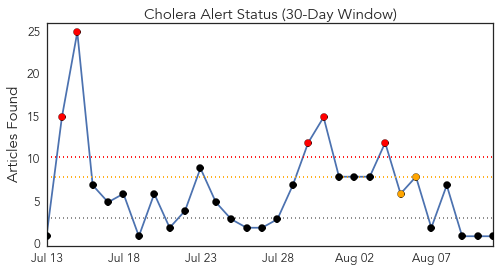 Cholera Alert Status (30-Day Window)
Articles Found
25
20
15
10
5
0
Jul 13 Jul 18 Jul 23 Jul 28 Aug 02 Aug 07